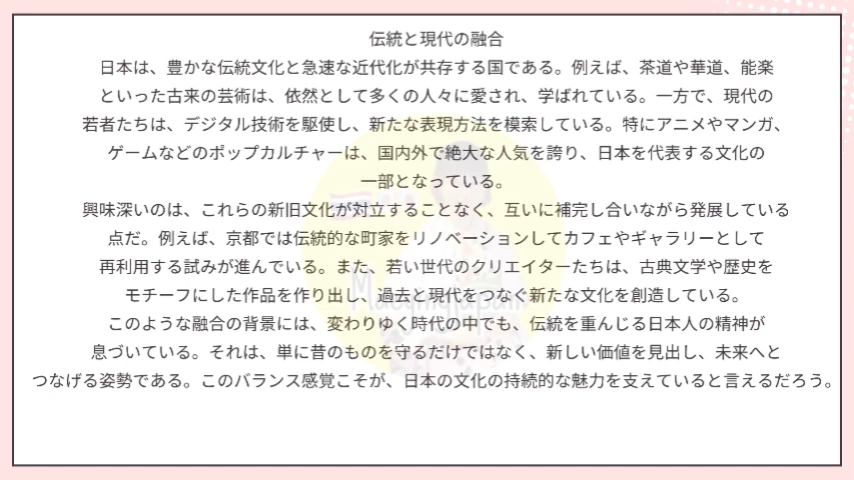 伝統と現代の融合
日本は、豊かな伝統文化と急速な近代化が共存する国である。例えば、茶道や華道、能楽
といった古来の芸術は、依然として多くの人々に愛され、学ばれている。一方で、現代の
若者たちは、デジタル技術を駆使し、新たな表現方法を模索している。特にアニメやマンガ、
ゲームなどのポップカルチャーは、国内外で絶大な人気を誇り、日本を代表する文化の
一部となっている。
興味深いのは、これらの新旧文化が対立することなく、互いに補完し合いながら発展している
点だ。例えば、京都では伝統的な町家をリノベーションしてカフェやギャラリーとして
再利用する試みが進んでいる。また、若い世代のクリエイターたちは、古典文学や歴史を
モチーフにした作品を作り出し、過去と現代をつなぐ新たな文化を創造している。
このような融合の背景には、変わりゆく時代の中でも、伝統を重んじる日本人の精神が
息づいている。それは、単に昔のものを守るだけではなく、新しい価値を見出し、未来へと
つなげる姿勢である。このバランス感覚こそが、日本の文化の持続的な魅力を支えていると言えるだろう。